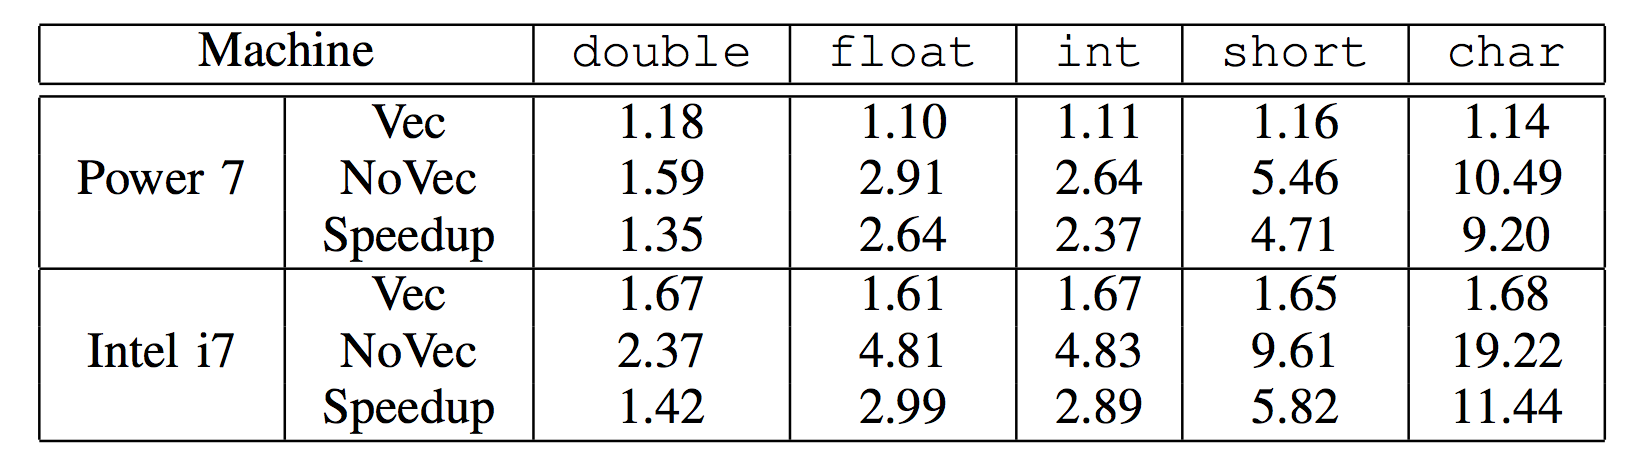 Machine double float int short char
Vec 1.18 1.10 1.11 1.16 1.14
Power 7 NoVec 1.59 2.91 2.64 5.46 10.49
Speedup 1.35 2.64 2.37 4.71 9.20
Vec 1.67 1.61 1.67 1.65 1.68
Intel i7 NoVec 2.37 4.81 4.83 9.61 19.22
Speedup 1.42 2.99 2.89 5.82 11.44